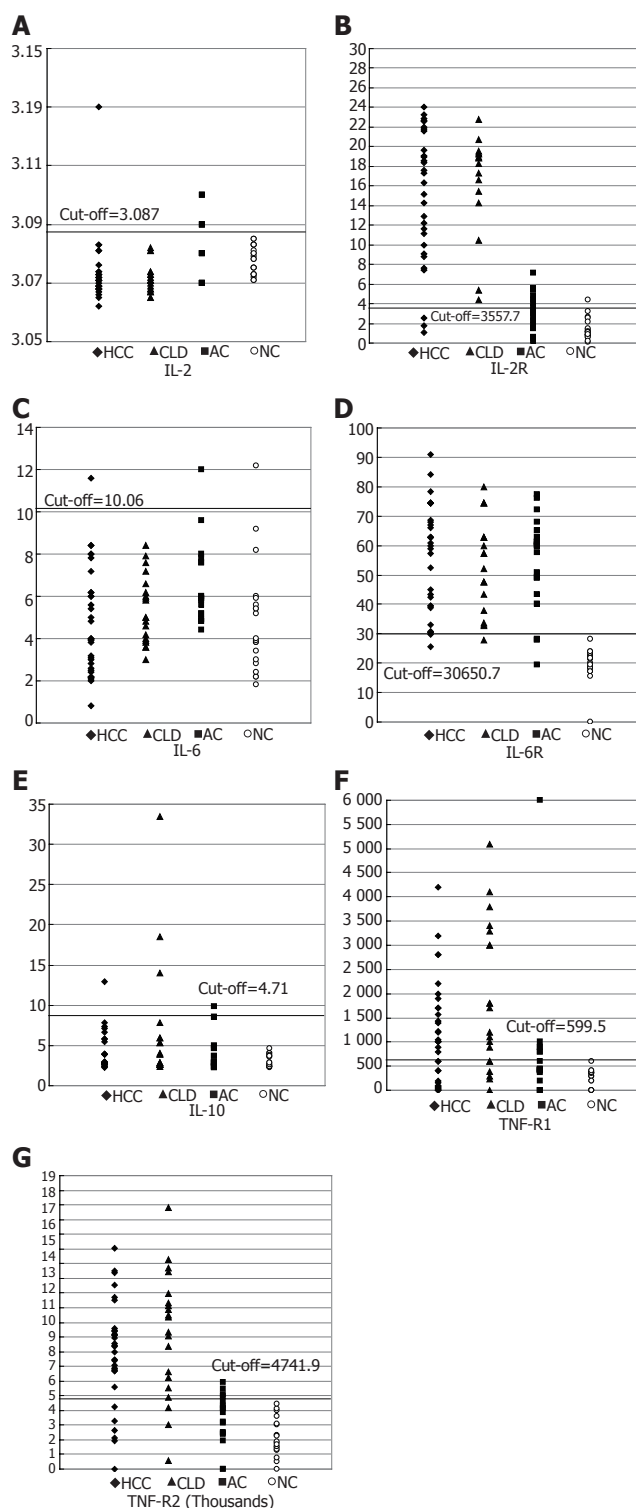 A
3.15
3.19
3.11
3.09
3.07
3.05
Cut-off=3.087
◆HCC ▲CLD ■AC ○NC
IL-2
B
30
28
26
24
22
20
18
16
14
12
10
8
6
4
2
0
Cut-off=3557.7
◆HCC ▲CLD ■AC ○NC
IL-2R
C
14
12
10
8
6
4
2
0
Cut-off=10.06
◆HCC ▲CLD ■AC ○NC
IL-6
D
100
90
80
70
60
50
40
30
20
10
0
Cut-off=30650.7
◆HCC ▲CLD ■AC ○NC
IL-6R
E
35
30
25
20
15
10
5
0
Cut-off=4.71
◆HCC ▲CLD ■AC ○NC
IL-10
F
6 000
5 500
5 000
4 500
4 000
3 500
3 000
2 500
2 000
1 500
1 000
500
0
Cut-off=599.5
◆HCC ▲CLD ■AC ○NC
TNF-R1
G
19
18
17
16
15
14
13
12
11
10
9
8
7
6
5
4
3
2
1
0
Cut-off=4741.9
◆HCC ▲CLD ■AC ○NC
TNF-R2 (Thousands)